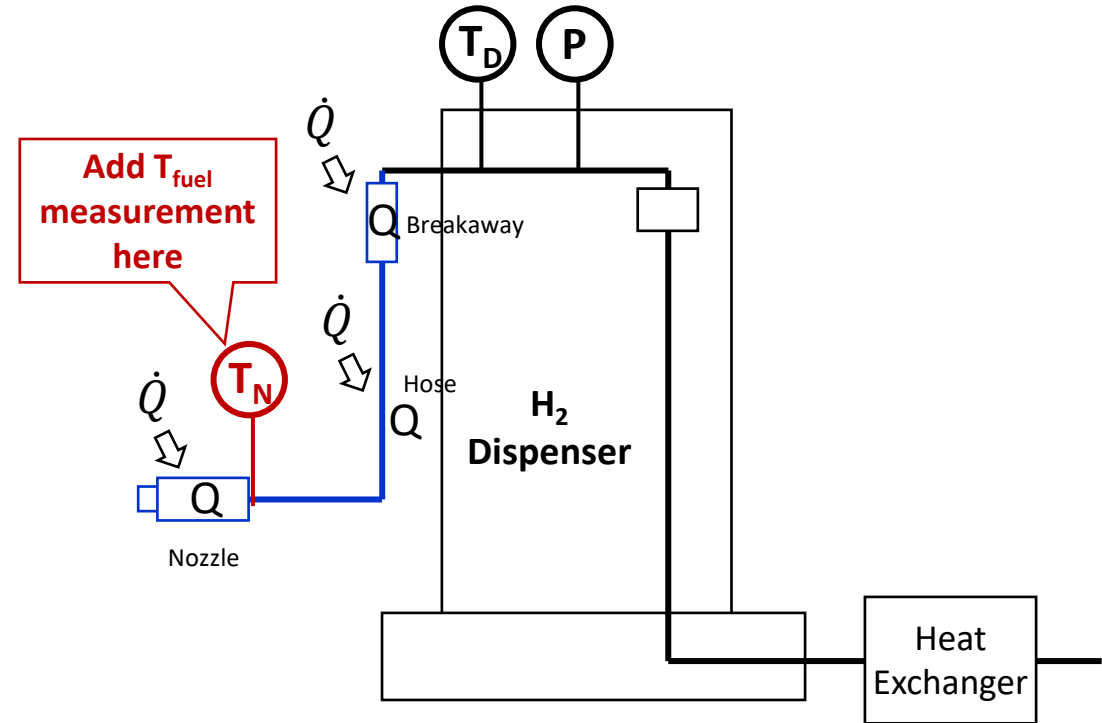 T_D
P
Q̇
Add T_fuel
measurement
here
Q Breakaway
Q̇
T_N
Hose
Q
Q̇
H₂
Dispenser
Q
Nozzle
Heat
Exchanger